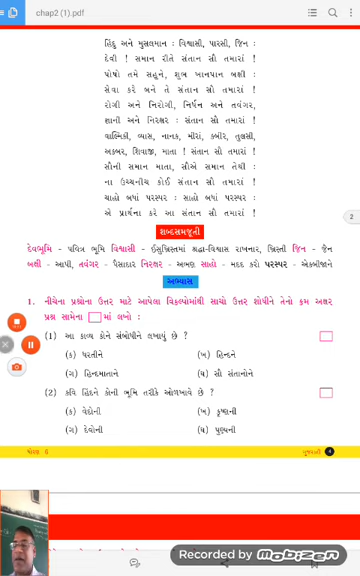 chap2 (1).pdf
હિંદુ અને મુસલમાન : વિશ્વાસી, પારસી, જિન :
દેવી ! સમાન રીતે સંતાન સૌ તમારાં !
પોષો તમે સહુને, શુભ ખાનપાન બક્ષી :
સેવા કરે બને તે સંતાન સૌ તમારાં !
રોગી અને નિરોગી, નિર્ધન અને તવંગર,
જ્ઞાની અને નિરક્ષર : સંતાન સૌ તમારાં !
વાલ્મિકી, વ્યાસ, નાનક, મીરાં, કબીર, તુલસી,
અકબર, શિવાજી, માતા ! સંતાન સૌ તમારાં !
સૌની સમાન માતા, સૌએ સમાન તેથી :
ના ઉચ્ચનીચ કોઈ સંતાન સૌ તમારાં !
ચાહો બધાં પરસ્પર : સાહો બધાં પરસ્પર :
એ પ્રાર્થના કરે આ સંતાન સૌ તમારાં !
2
શબ્દસમજૂતી
દેવભૂમિ - પવિત્ર ભૂમિ વિશ્વાસી - ઈસુખ્રિસ્તમાં શ્રદ્ધા-વિશ્વાસ રાખનાર, ખ્રિસ્તી જિન - જૈન
બક્ષી - આપી, તવંગર - પૈસાદાર નિરક્ષર - અભણ સાહો - મદદ કરો પરસ્પર - એકબીજાને
અભ્યાસ
1. નીચેના પ્રશ્નોના ઉત્તર માટે આપેલા વિકલ્પોમાંથી સાચો ઉત્તર શોધીને તેનો ક્રમ અક્ષર
પ્રશ્ન સામેના માં લખો :
(1) આ કાવ્ય કોને સંબોધીને લખાયું છે ?
(ક) ધરતીને (ખ) હિન્દને
(ગ) હિન્દમાતાને (ઘ) સૌ સંતાનોને
(2) કવિ હિંદને કોની ભૂમિ તરીકે ઓળખાવે છે ?
(ક) વેદોની (ખ) કૃષ્ણની
(ગ) દેવોની (ઘ) પુણ્યની
ધોરણ 6 ગુજરાતી 4
Recorded by mobizen